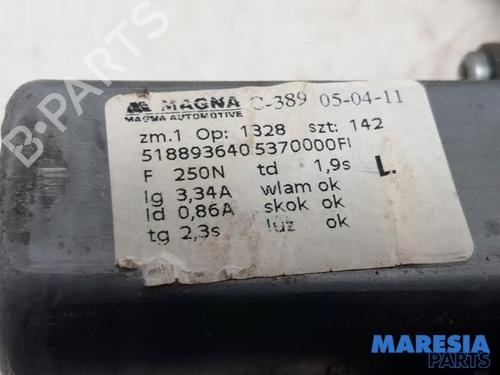 MAGNA C-389 05-04-11
MAGNA AUTOMOTIVE
zm.1 Op: 1328 szt: 142
518893640 5370000FI
F 250N td 1,9s L
Ig 3,34A wlam ok
Id 0,86A skok ok
tg 2,3s luz ok
MARESIA
PARTS